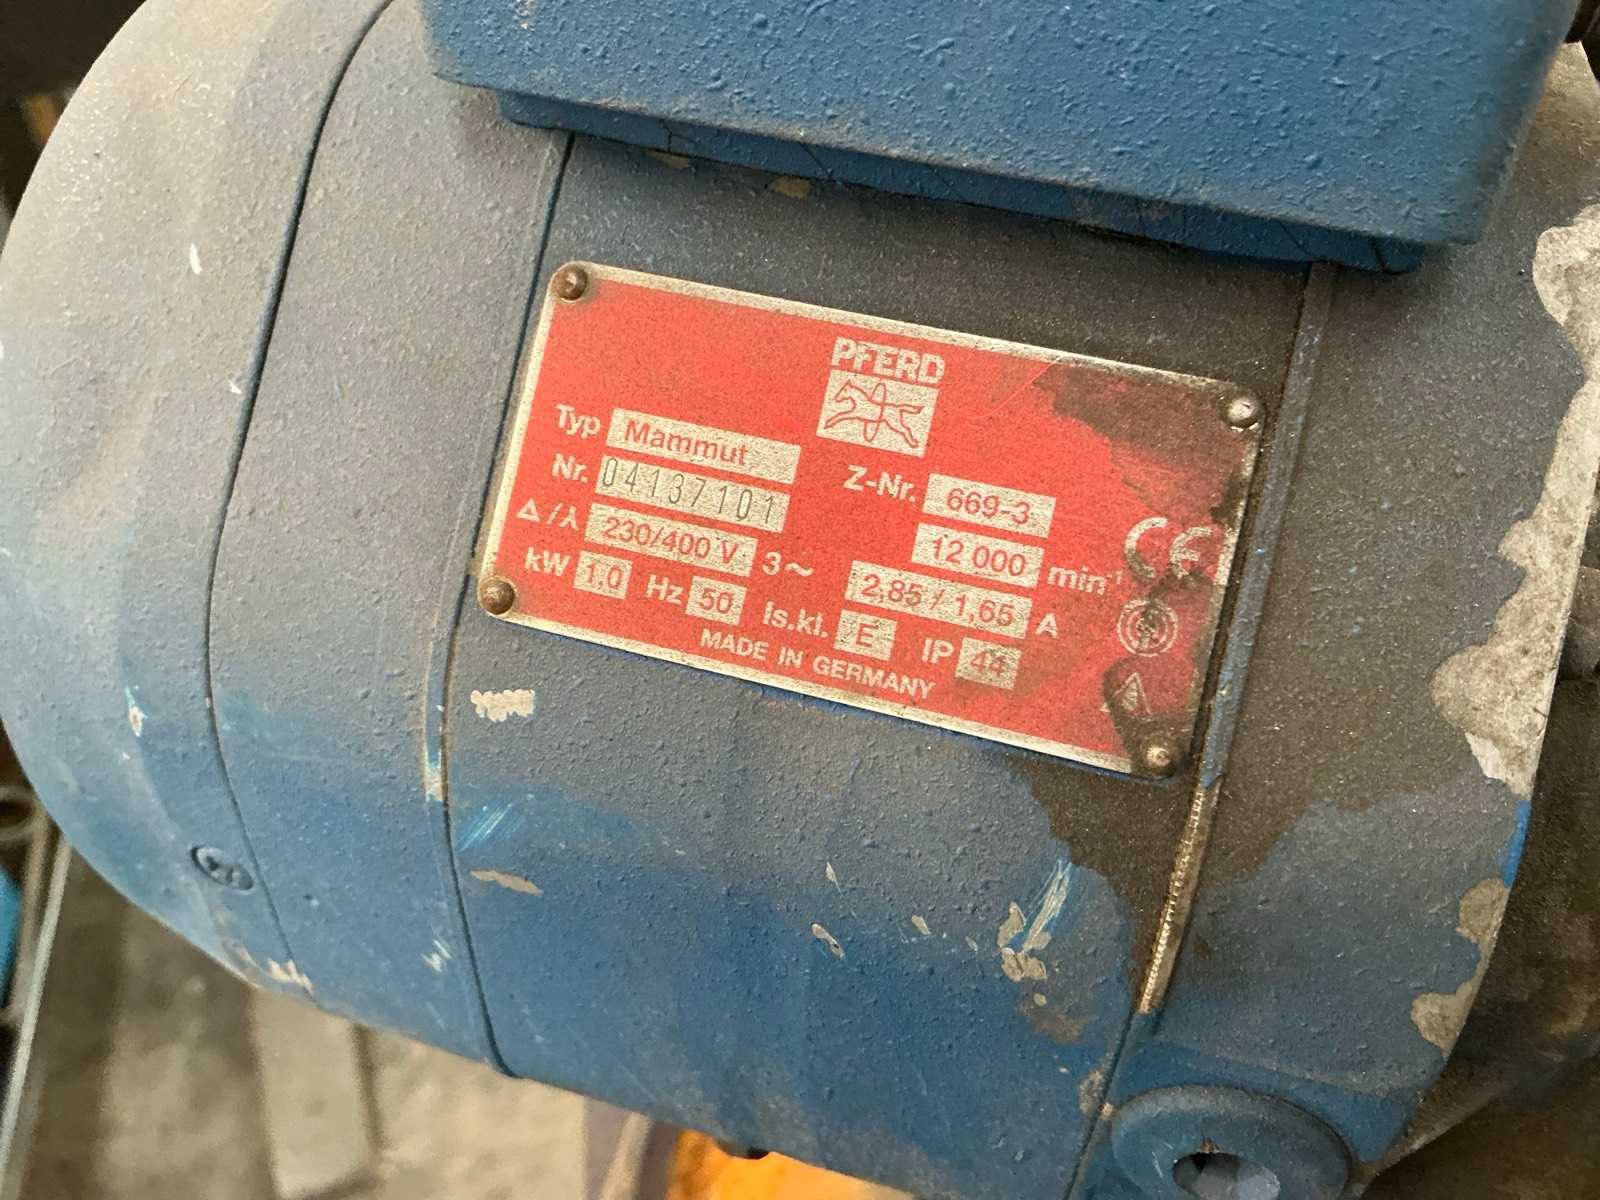 PFERD
Typ Mammut
Nr. 04137101 Z-Nr. 669-3
Δ/⅄ 230/400 V 3~ 12 000 min⁻¹
kW 1,0 Hz 50 Is.kl. E 2,85 / 1,65 A
IP 44
MADE IN GERMANY
CE